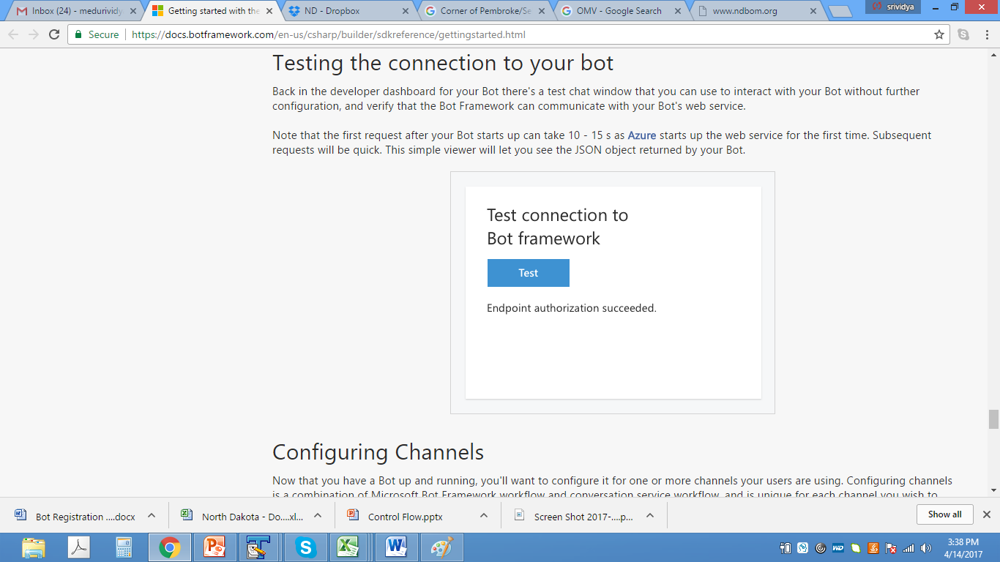 Inbox (24) - medurividy
Getting started with the
ND - Dropbox
Corner of Pembroke/Se
OMV - Google Search
www.ndbom.org
srividya
Secure
https://docs.botframework.com/en-us/csharp/builder/sdkreference/gettingstarted.html
Testing the connection to your bot
Back in the developer dashboard for your Bot there's a test chat window that you can use to interact with your Bot without further
configuration, and verify that the Bot Framework can communicate with your Bot's web service.
Note that the first request after your Bot starts up can take 10 - 15 s as Azure starts up the web service for the first time. Subsequent
requests will be quick. This simple viewer will let you see the JSON object returned by your Bot.
Test connection to
Bot framework
Test
Endpoint authorization succeeded.
Configuring Channels
Now that you have a Bot up and running, you'll want to configure it for one or more channels your users are using. Configuring channels
is a combination of Microsoft Bot Framework workflow and conversation service workflow, and is unique for each channel you wish to
Bot Registration ....docx
North Dakota - Do....xl...
Control Flow.pptx
Screen Shot 2017-....p...
Show all
3:38 PM
4/14/2017